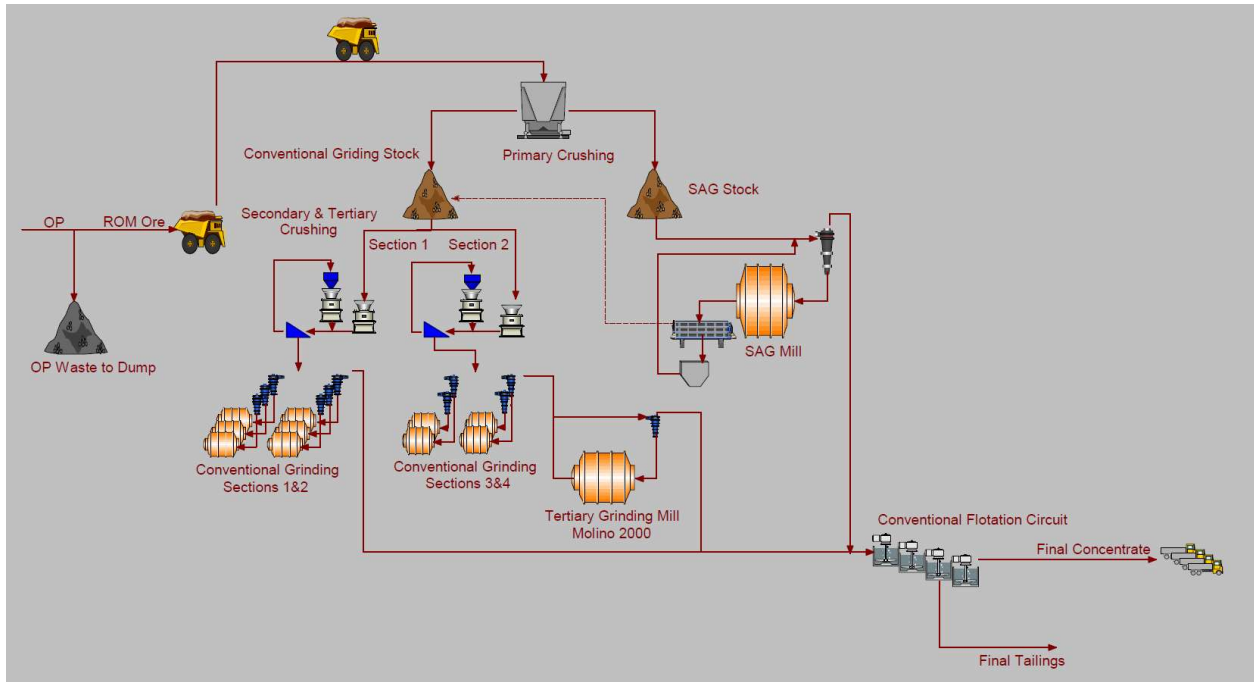 Conventional Griding Stock
Primary Crushing
SAG Stock
OP
ROM Ore
Secondary & Tertiary
Crushing
Section 1
Section 2
OP Waste to Dump
SAG Mill
Conventional Grinding
Sections 1&2
Conventional Grinding
Sections 3&4
Tertiary Grinding Mill
Molino 2000
Conventional Flotation Circuit
Final Concentrate
Final Tailings